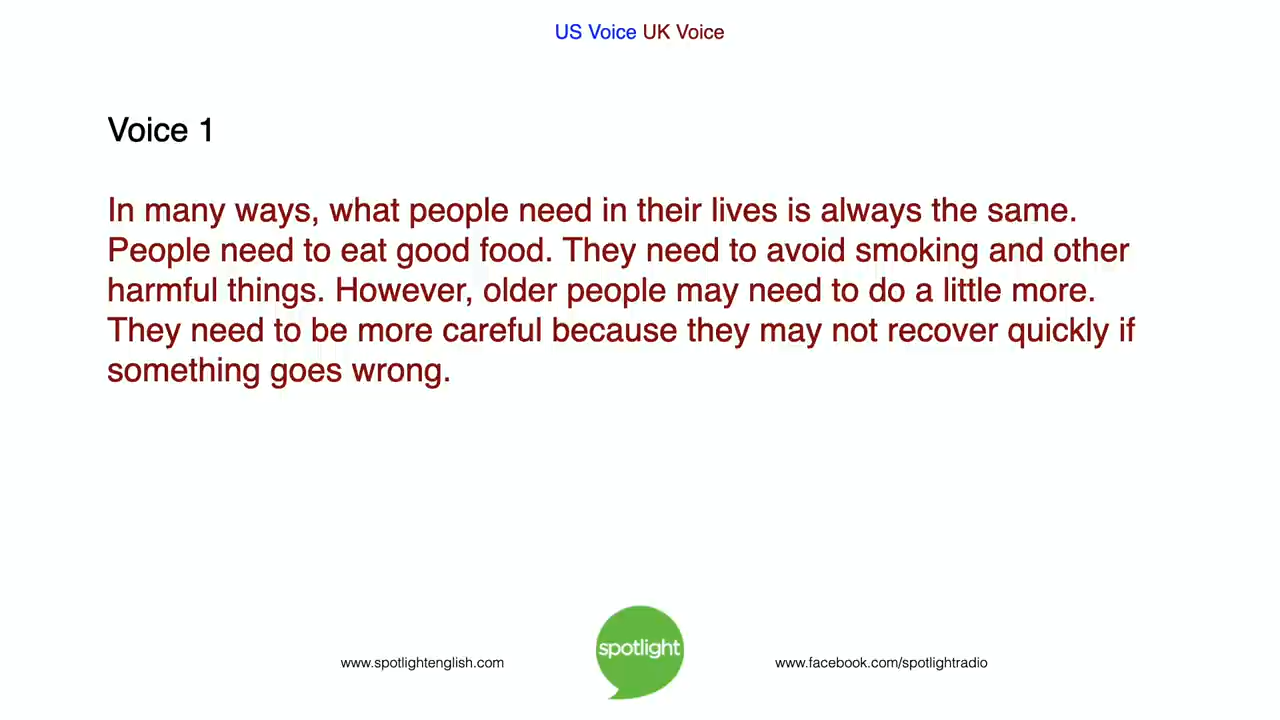 US Voice UK Voice
Voice 1
In many ways, what people need in their lives is always the same.
People need to eat good food. They need to avoid smoking and other
harmful things. However, older people may need to do a little more.
They need to be more careful because they may not recover quickly if
something goes wrong.
www.spotlightenglish.com
spotlight
www.facebook.com/spotlightradio